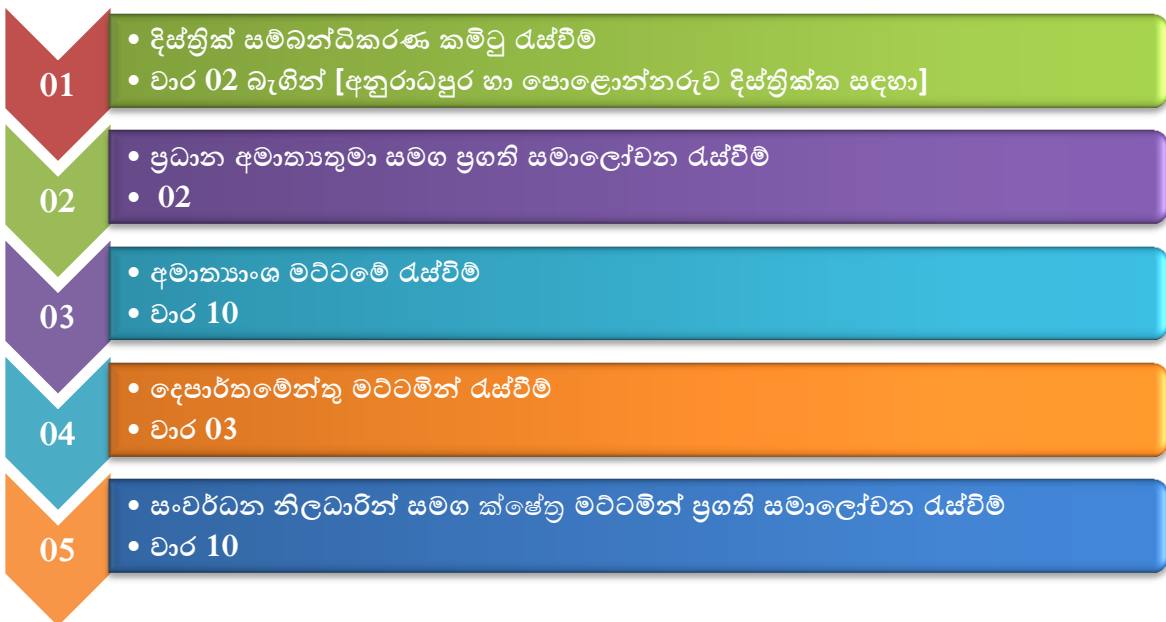 01
• දිස්ත්‍රික් සම්බන්ධිකරණ කමිටු රැස්වීම්
• වාර 02 බැගින් [අනුරාධපුර හා පොළොන්නරුව දිස්ත්‍රික්ක සඳහා]
02
• ප්‍රධාන අමාත්‍යතුමා සමග ප්‍රගති සමාලෝචන රැස්වීම්
• 02
03
• අමාත්‍යාංශ මට්ටමේ රැස්විම්
• වාර 10
04
• දෙපාර්තමේන්තු මට්ටමින් රැස්වීම්
• වාර 03
05
• සංවර්ධන නිලධාරින් සමග ක්ෂේත්‍ර මට්ටමින් ප්‍රගති සමාලෝචන රැස්විම්
• වාර 10